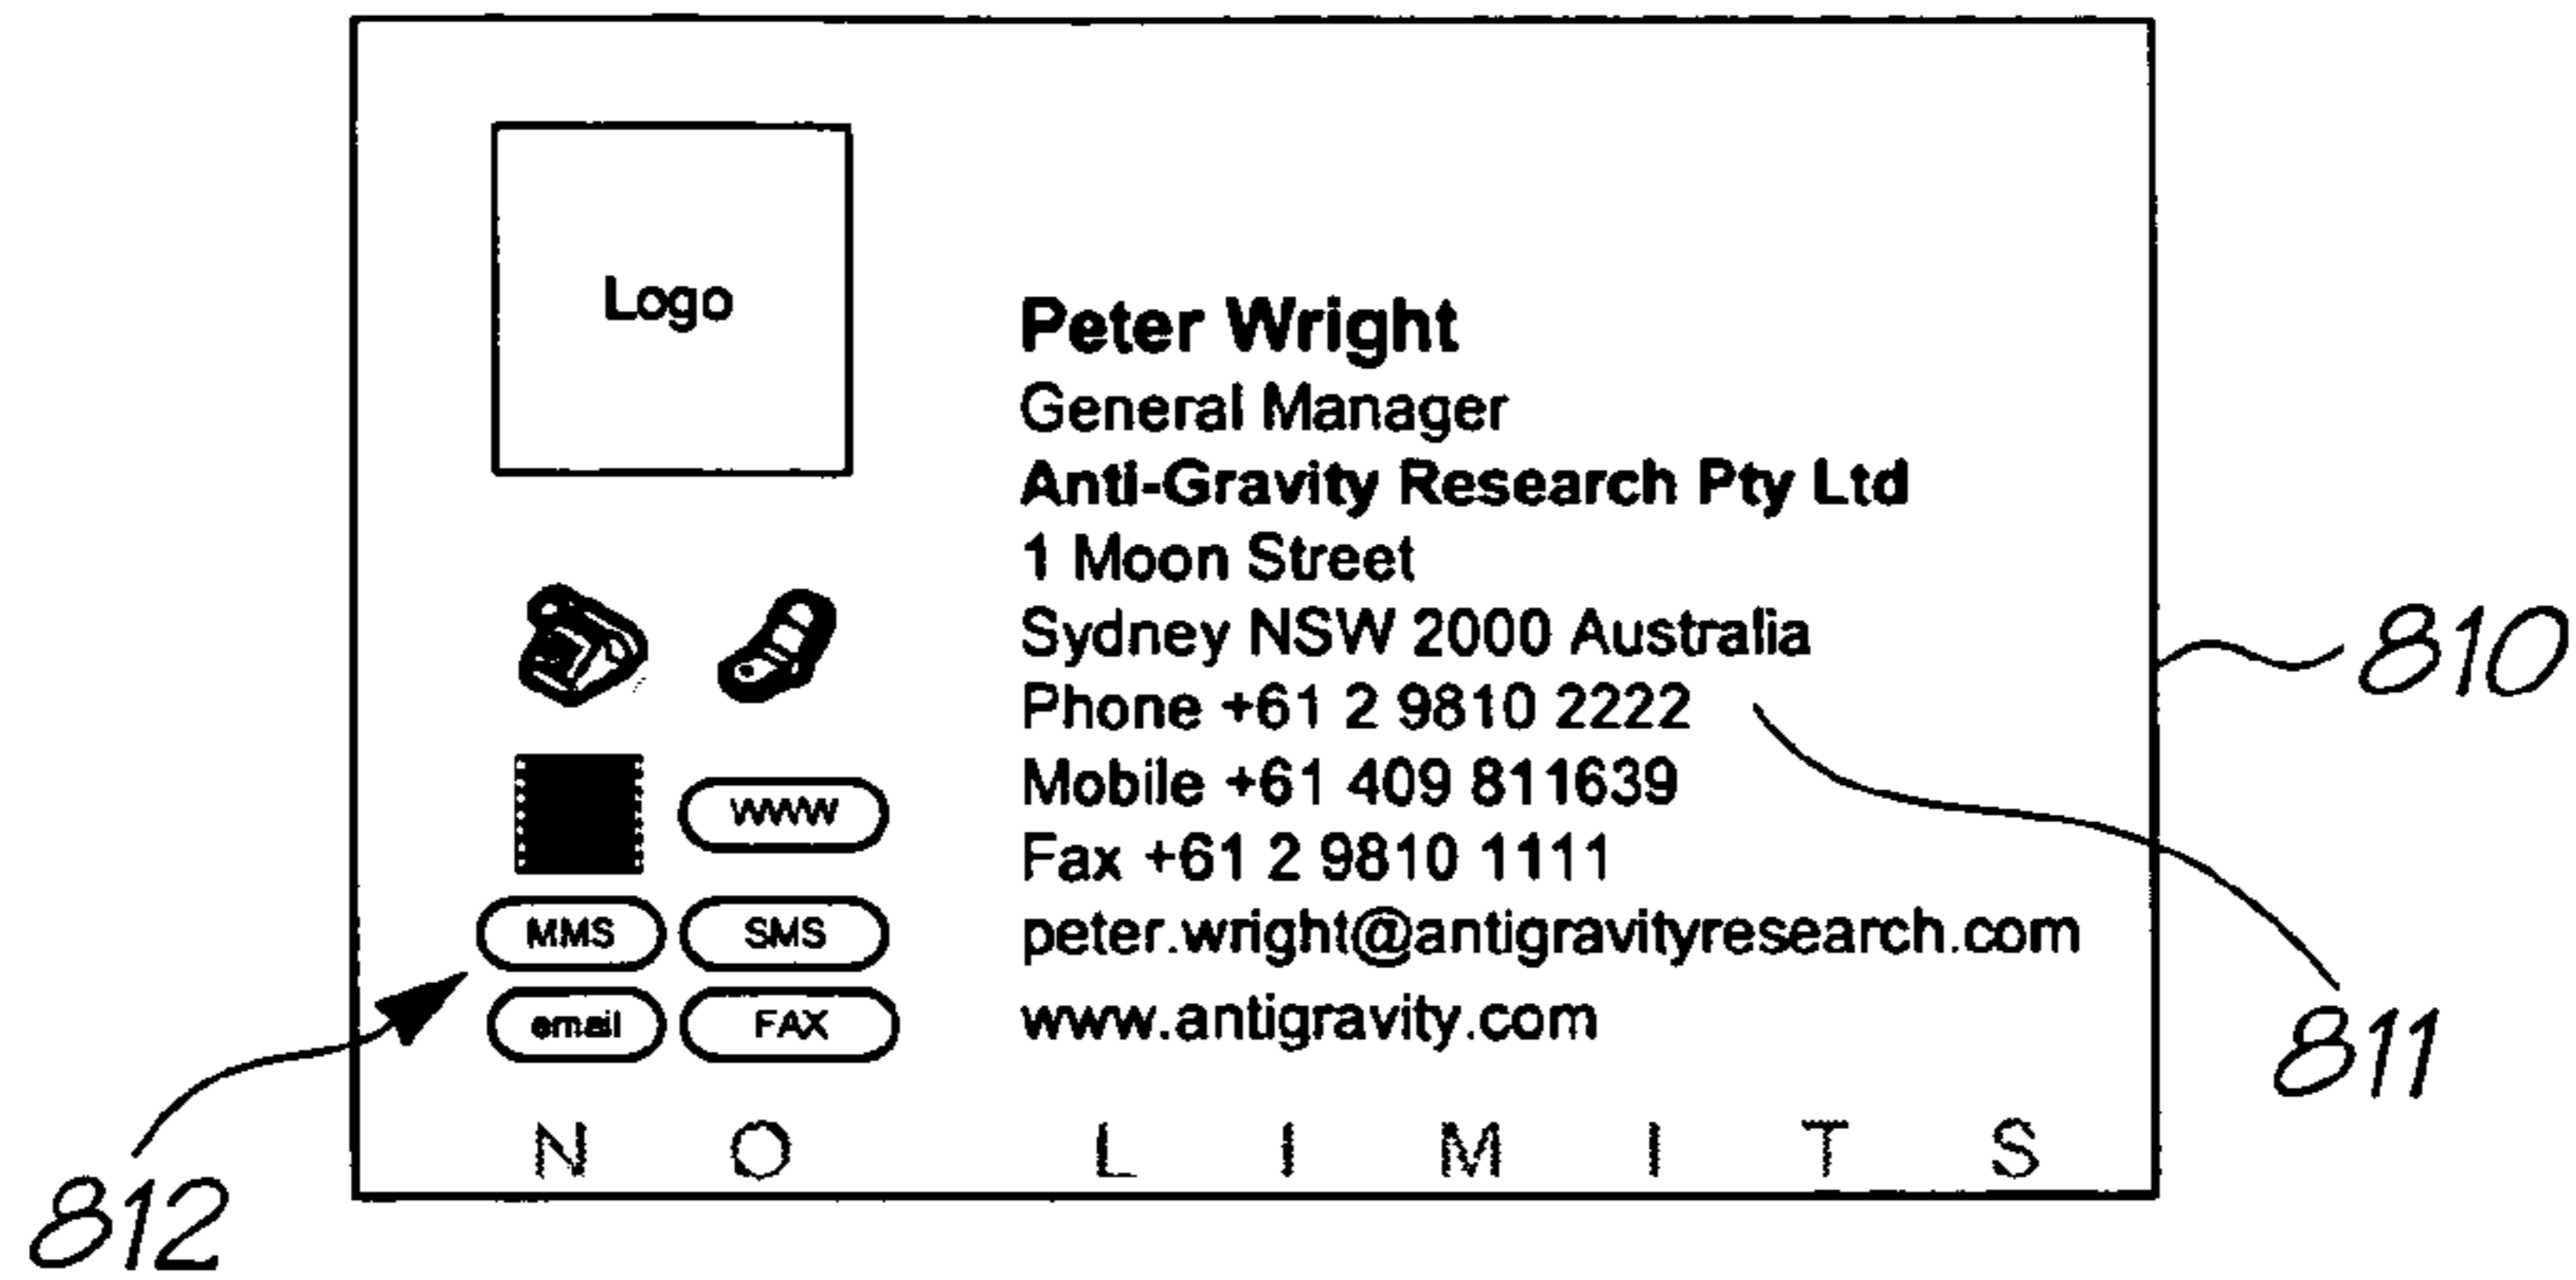 Logo
Peter Wright
General Manager
Anti-Gravity Research Pty Ltd
1 Moon Street
Sydney NSW 2000 Australia
Phone +61 2 9810 2222
Mobile +61 409 811639
Fax +61 2 9810 1111
peter.wright@antigravityresearch.com
www.antigravity.com
WWW
MMS SMS
email FAX
NO LIMITS
810
811
812